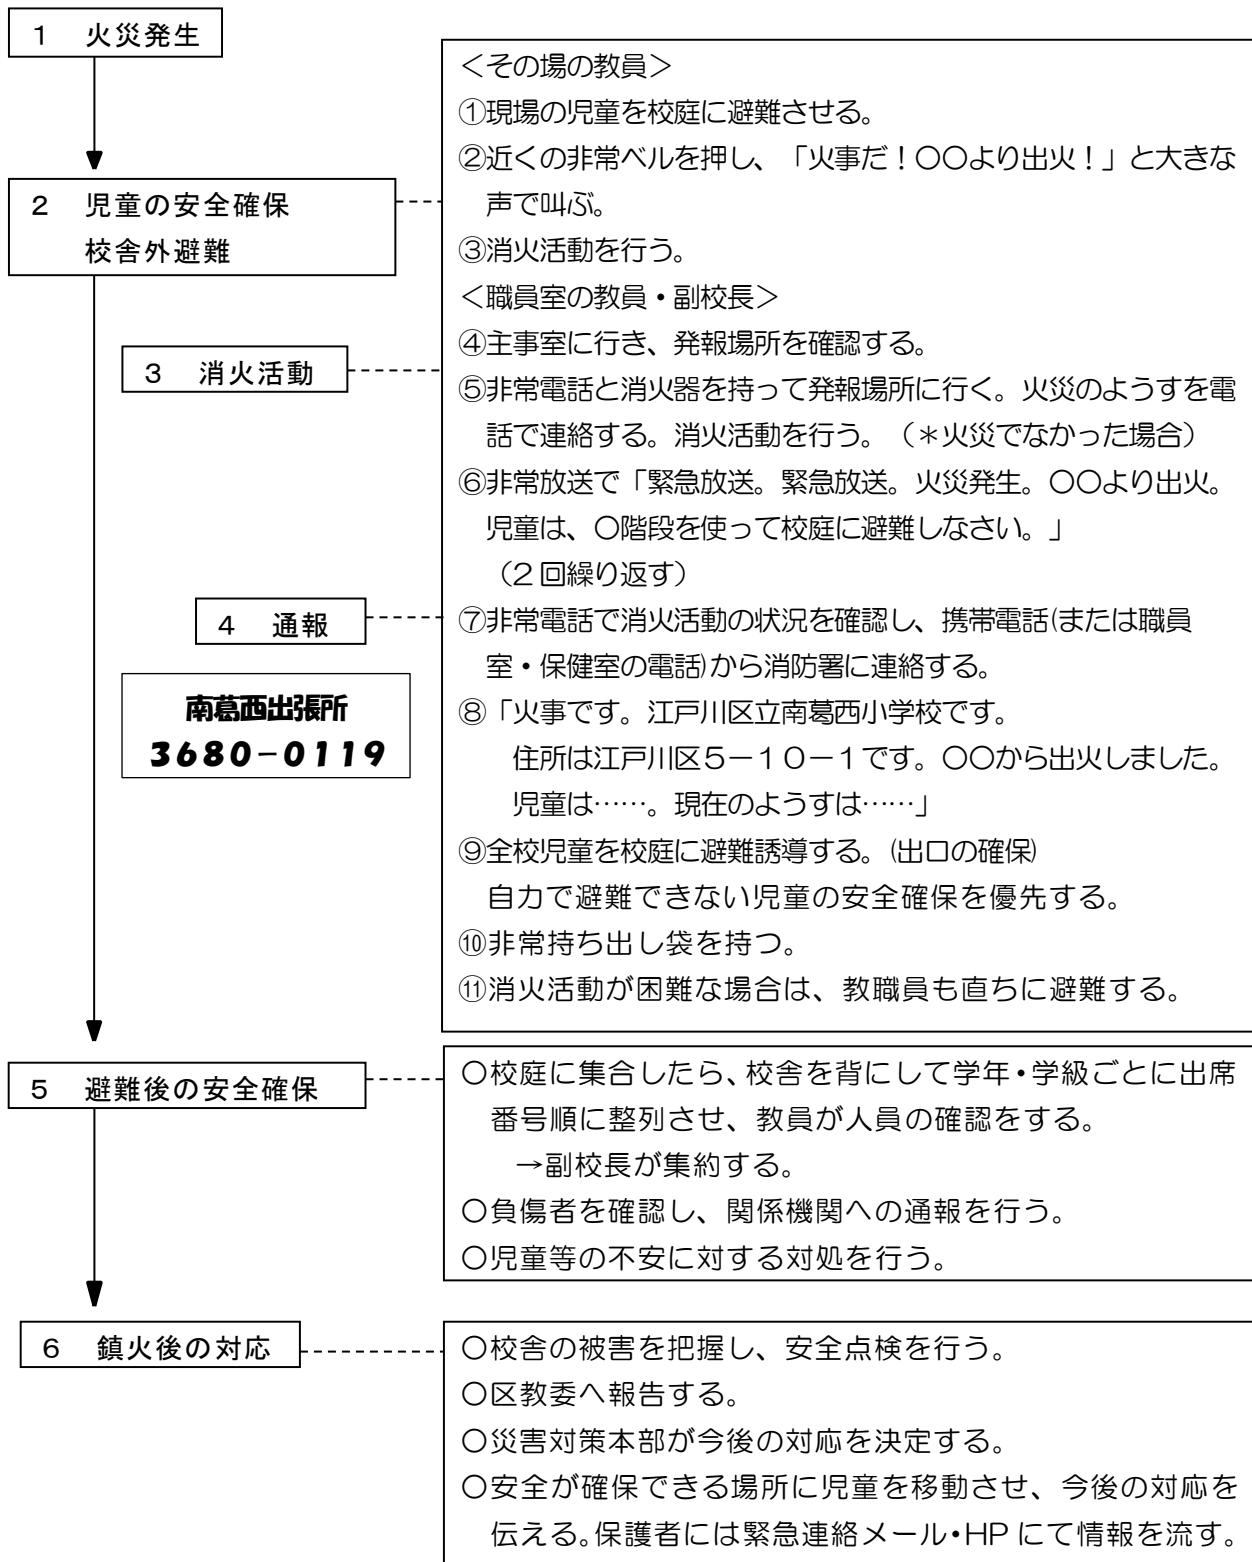 1 火災発生
2 児童の安全確保
校舎外避難
3 消火活動
4 通報
南葛西出張所
3680-0119
＜その場の教員＞
①現場の児童を校庭に避難させる。
②近くの非常ベルを押し、「火事だ！〇〇より出火！」と大きな
声で叫ぶ。
③消火活動を行う。
＜職員室の教員・副校長＞
④主事室に行き、発報場所を確認する。
⑤非常電話と消火器を持って発報場所に行く。火災のようすを電
話で連絡する。消火活動を行う。（＊火災でなかった場合）
⑥非常放送で「緊急放送。緊急放送。火災発生。〇〇より出火。
児童は、〇階段を使って校庭に避難しなさい。」
（2回繰り返す）
⑦非常電話で消火活動の状況を確認し、携帯電話(または職員
室・保健室の電話)から消防署に連絡する。
⑧「火事です。江戸川区立南葛西小学校です。
住所は江戸川区５－１０－１です。〇〇から出火しました。
児童は……。現在のようすは……」
⑨全校児童を校庭に避難誘導する。(出口の確保)
自力で避難できない児童の安全確保を優先する。
⑩非常持ち出し袋を持つ。
⑪消火活動が困難な場合は、教職員も直ちに避難する。
5 避難後の安全確保
〇校庭に集合したら、校舎を背にして学年・学級ごとに出席
番号順に整列させ、教員が人員の確認をする。
→副校長が集約する。
〇負傷者を確認し、関係機関への通報を行う。
〇児童等の不安に対する対処を行う。
6 鎮火後の対応
〇校舎の被害を把握し、安全点検を行う。
〇区教委へ報告する。
〇災害対策本部が今後の対応を決定する。
〇安全が確保できる場所に児童を移動させ、今後の対応を
伝える。保護者には緊急連絡メール・HPにて情報を流す。